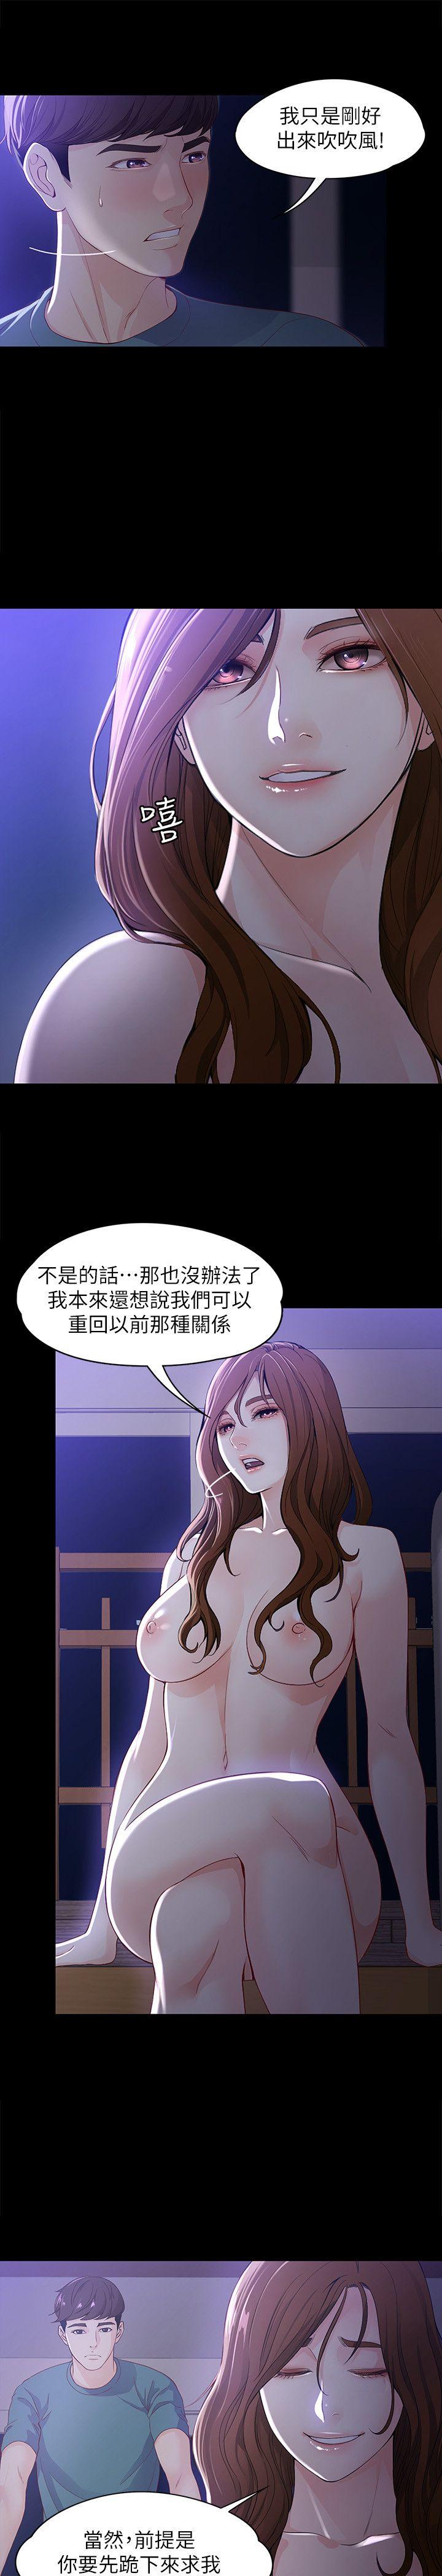 我只是剛好
出來吹吹風!
嘻
不是的話⋯那也沒辦法了
我本來還想說我們可以
重回以前那種關係
當然,前提是
你要先跪下來求我